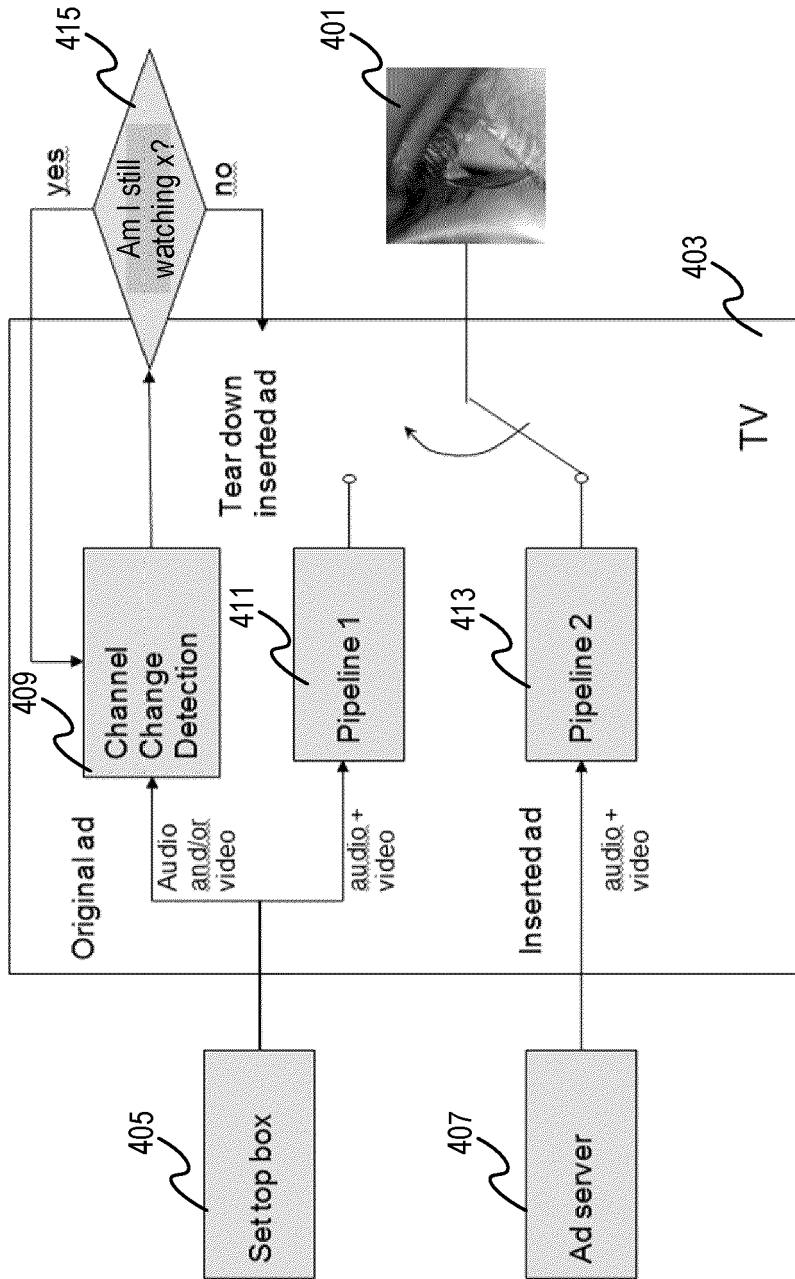 415
yes
Am I still
watching x?
no
401
403
TV
Tear down
inserted ad
409
Channel
Change
Detection
411
Pipeline 1
413
Pipeline 2
Original ad
Audio
and/or
video
audio +
video
Inserted ad
audio +
video
405
Set top box
407
Ad server